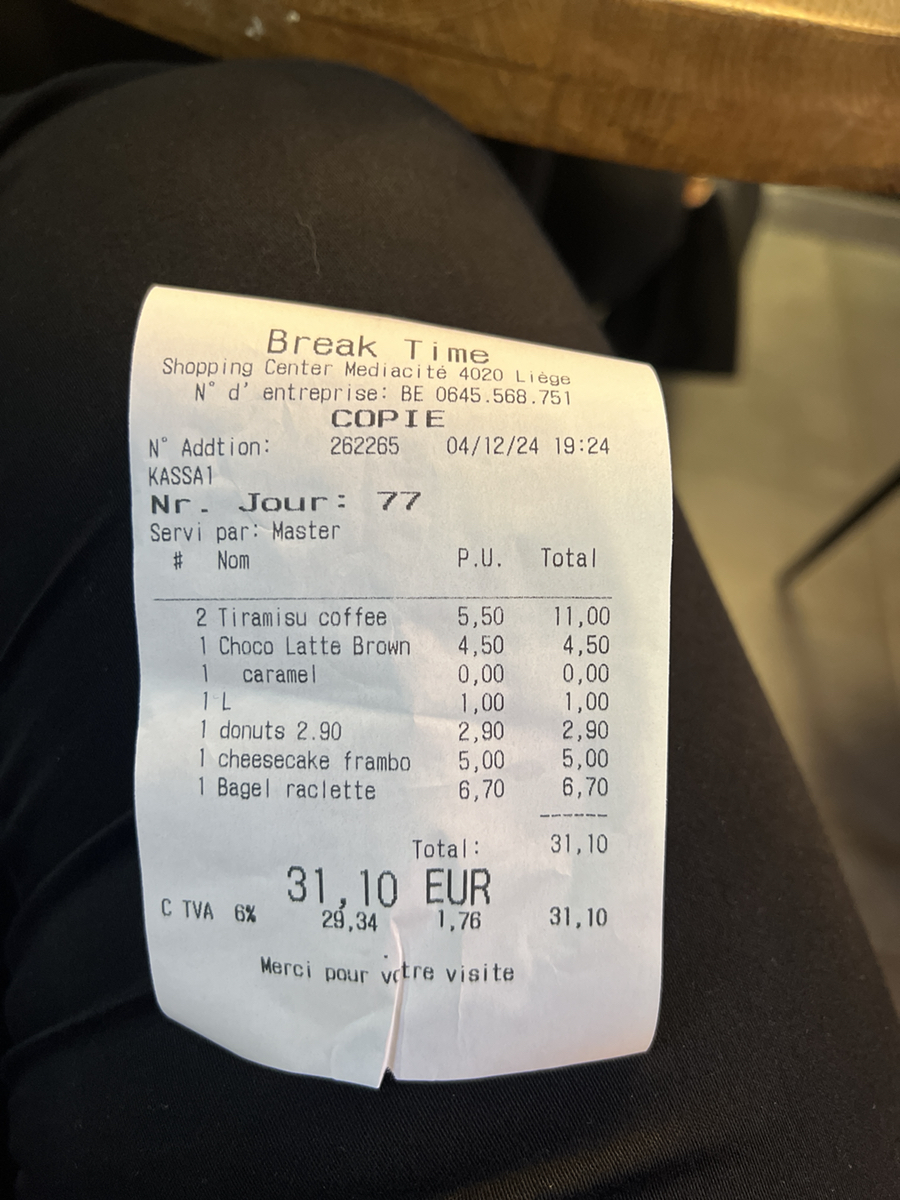 Break Time
Shopping Center Mediacité 4020 Liége
N° d' entreprise: BE 0645.568.751
COPIE
N° Addtion: 262265 04/12/24 19:24
KASSA1
Nr. Jour: 77
Servi par: Master
# Nom P.U. Total
2 Tiramisu coffee 5,50 11,00
1 Choco Latte Brown 4,50 4,50
1 caramel 0,00 0,00
1 L 1,00 1,00
1 donuts 2.90 2,90 2,90
1 cheesecake frambo 5,00 5,00
1 Bagel raclette 6,70 6,70
Total: 31,10
31,10 EUR
C TVA 6% 29,34 1,76 31,10
Merci pour votre visite